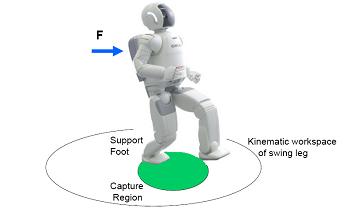 F
Support
Foot
Kinematic workspace
of swing leg
Capture
Region